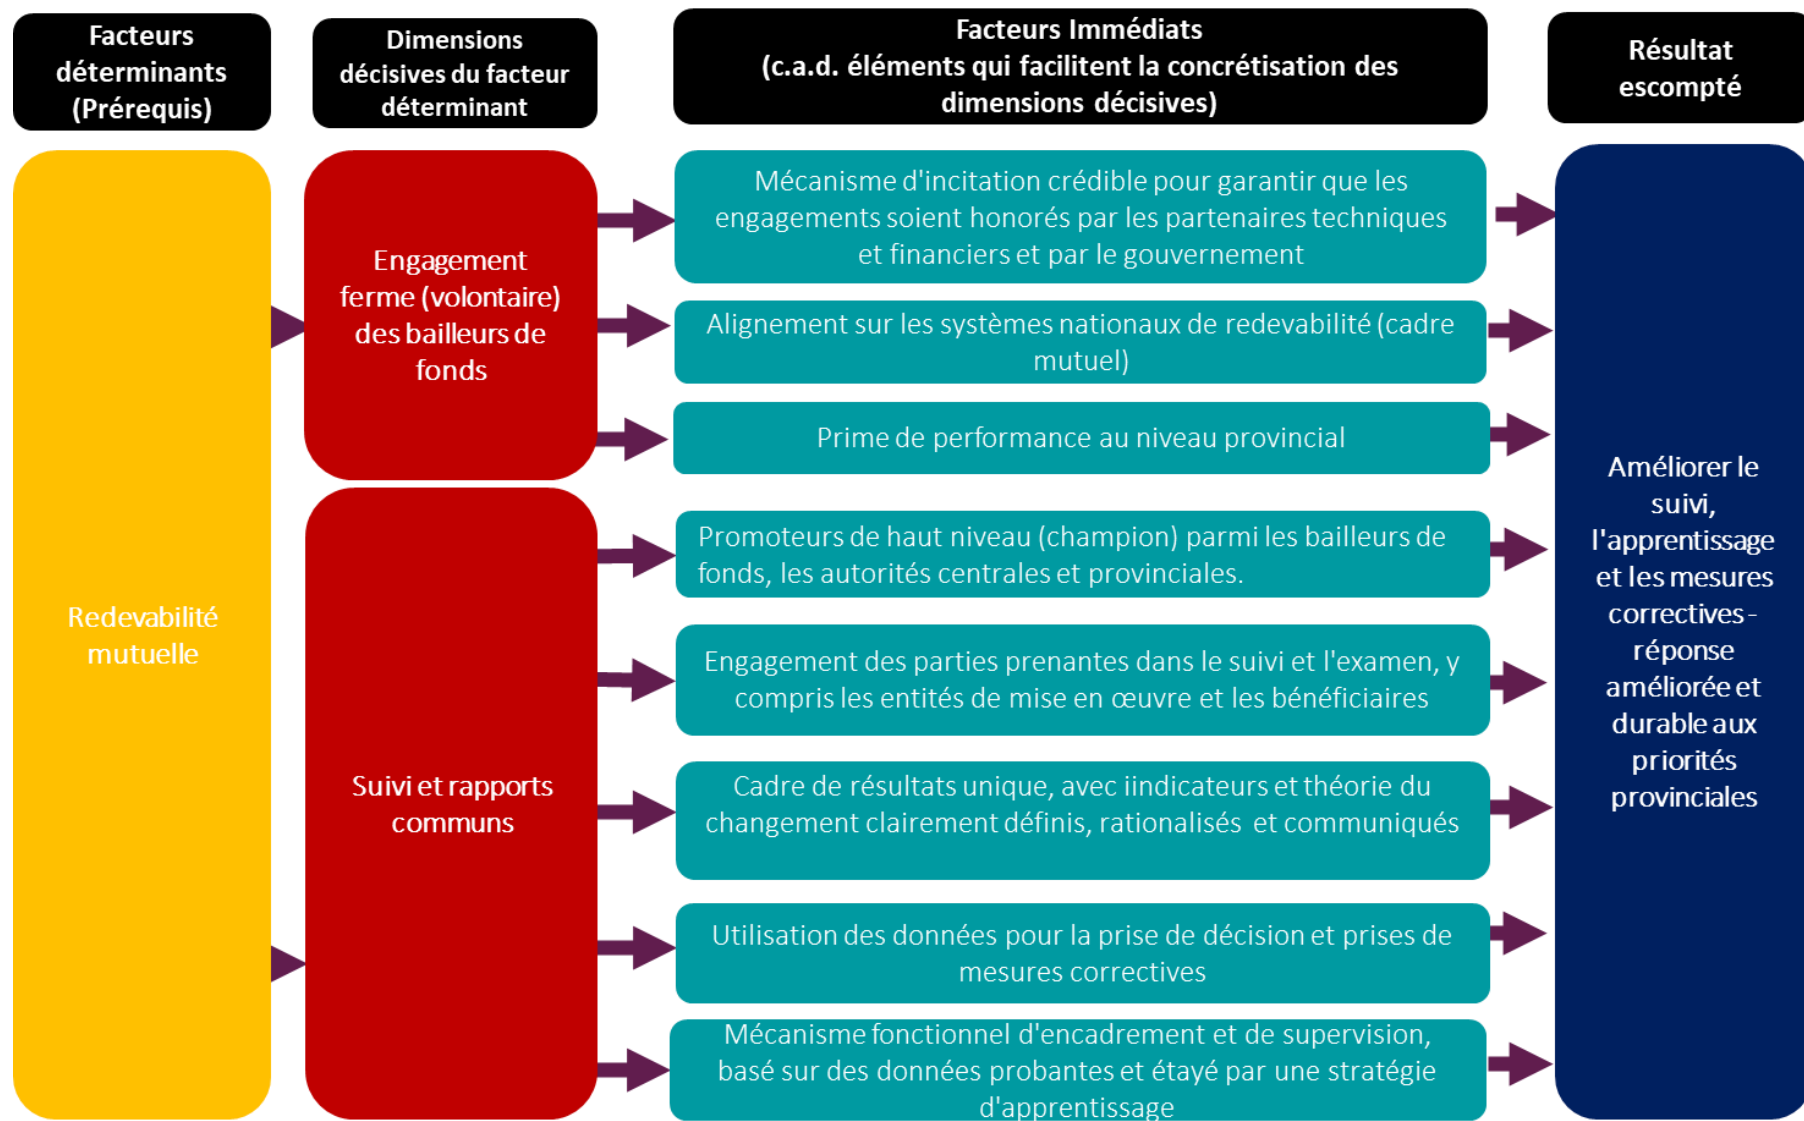 Facteurs
déterminants
(Prérequis)
Dimensions
décisives du facteur
déterminant
Facteurs Immédiats
(c.a.d. éléments qui facilitent la concrétisation des
dimensions décisives)
Résultat
escompté
Redevabilité
mutuelle
Engagement
ferme (volontaire)
des bailleurs de
fonds
Mécanisme d'incitation crédible pour garantir que les
engagements soient honorés par les partenaires techniques
et financiers et par le gouvernement
Alignement sur les systèmes nationaux de redevabilité (cadre
mutuel)
Prime de performance au niveau provincial
Suivi et rapports
communs
Promoteurs de haut niveau (champion) parmi les bailleurs de
fonds, les autorités centrales et provinciales.
Engagement des parties prenantes dans le suivi et l'examen, y
compris les entités de mise en œuvre et les bénéficiaires
Cadre de résultats unique, avec iindicateurs et théorie du
changement clairement définis, rationalisés et communiqués
Utilisation des données pour la prise de décision et prises de
mesures correctives
Mécanisme fonctionnel d'encadrement et de supervision,
basé sur des données probantes et étayé par une stratégie
d'apprentissage
Améliorer le
suivi,
l'apprentissage
et les mesures
correctives -
réponse
améliorée et
durable aux
priorités
provinciales